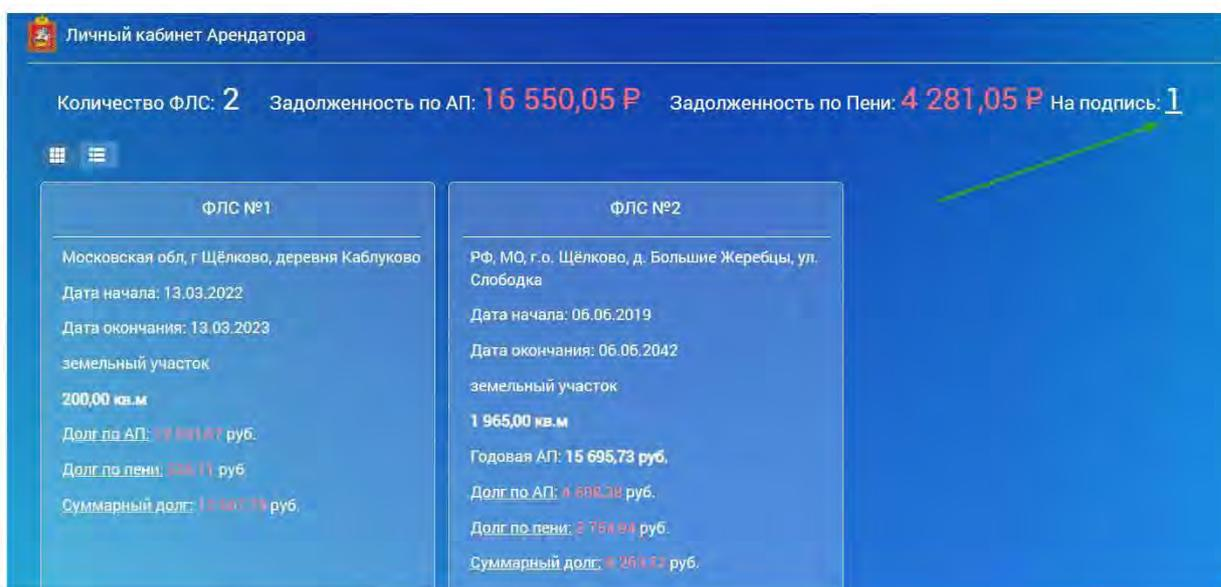 Личный кабинет Арендатора
Количество ФЛС: 2 Задолженность по АП: 16 550,05 ₽ Задолженность по Пени: 4 281,05 ₽ На подпись: 1
ФЛС №1
Московская обл, г Щёлково, деревня Каблуково
Дата начала: 13.03.2022
Дата окончания: 13.03.2023
земельный участок
200,00 кв.м
Долг по АП: руб.
Долг по пени: руб
Суммарный долг: руб.
ФЛС №2
РФ, МО, г.о. Щёлково, д. Большие Жеребцы, ул.
Слободка
Дата начала: 06.06.2019
Дата окончания: 06.06.2042
земельный участок
1 965,00 кв.м
Годовая АП: 15 695,73 руб.
Долг по АП: руб.
Долг по пени: руб.
Суммарный долг: руб.